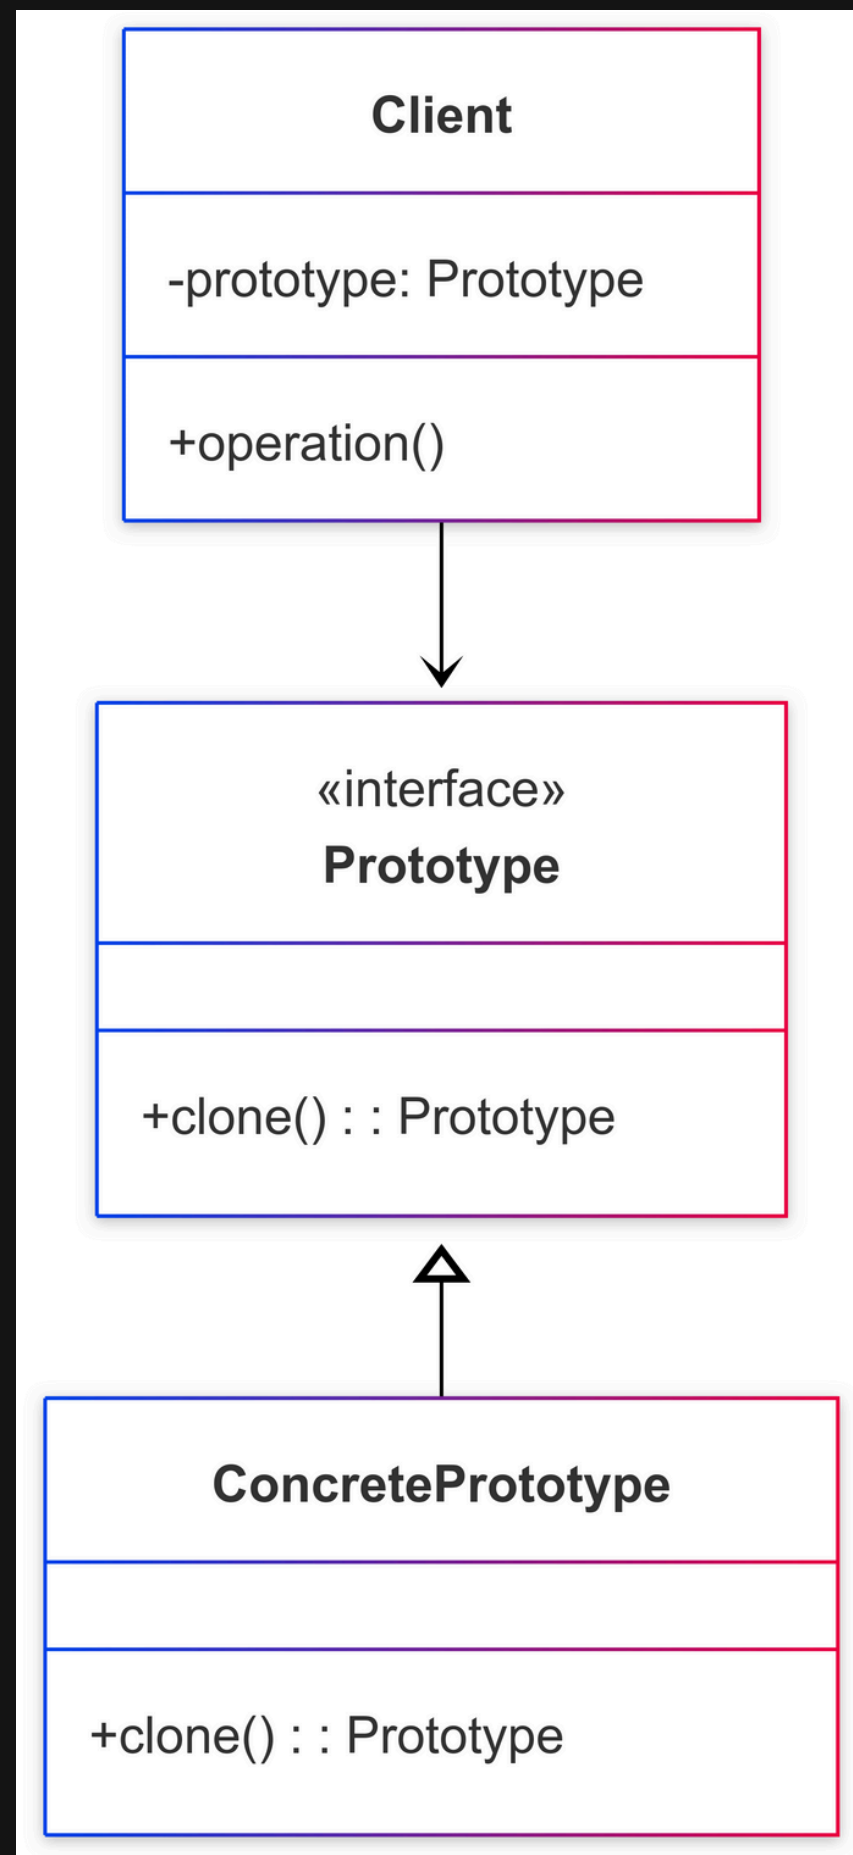 Client
-prototype: Prototype
+operation()
«interface»
Prototype
+clone() : : Prototype
ConcretePrototype
+clone() : : Prototype